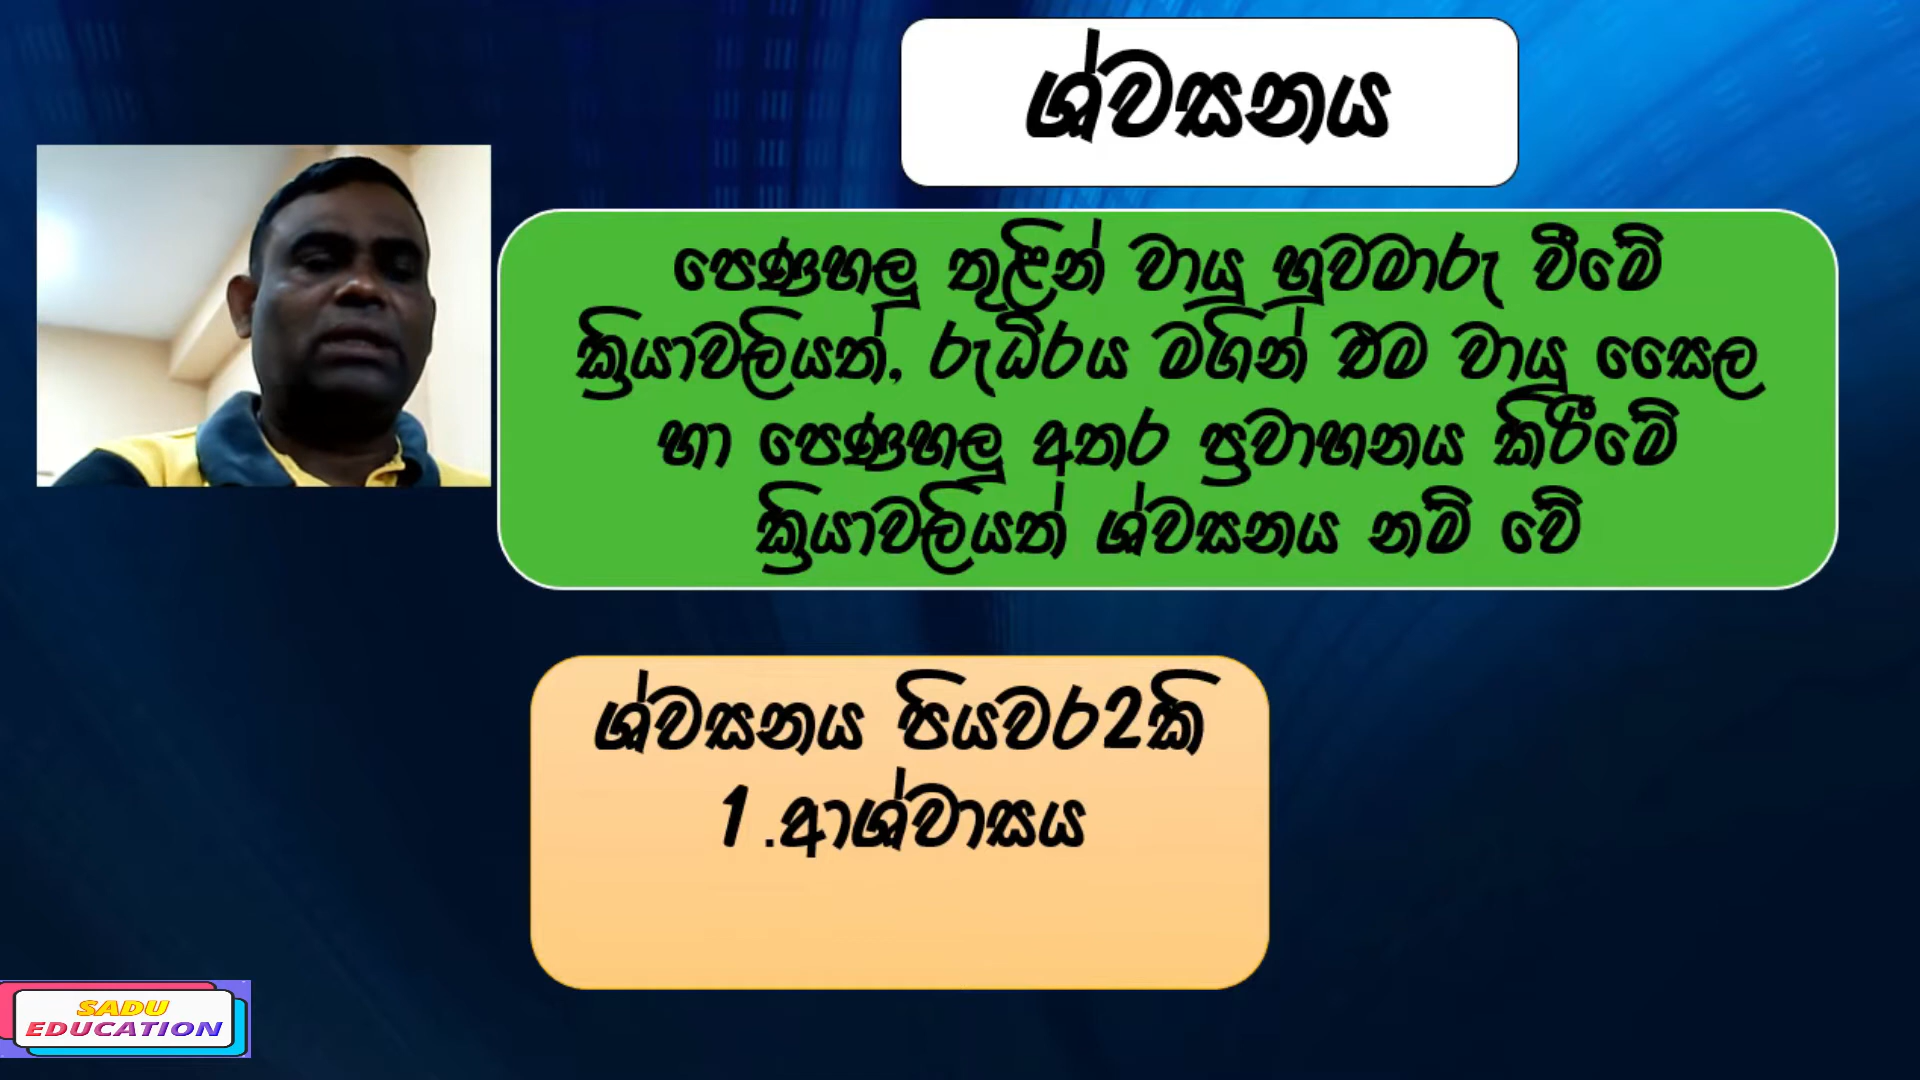 ශ්වසනය
පෙණහලු තුළින් වායු හුවමාරු වීමේ
ක්‍රියාවලියත්, රුධිරය මගින් එම වායු සෛල
හා පෙණහලු අතර ප්‍රවාහනය කිරීමේ
ක්‍රියාවලියත් ශ්වසනය නම් වේ
ශ්වසනය පියවර2කි
1.ආශ්වාසය
SADU
EDUCATION